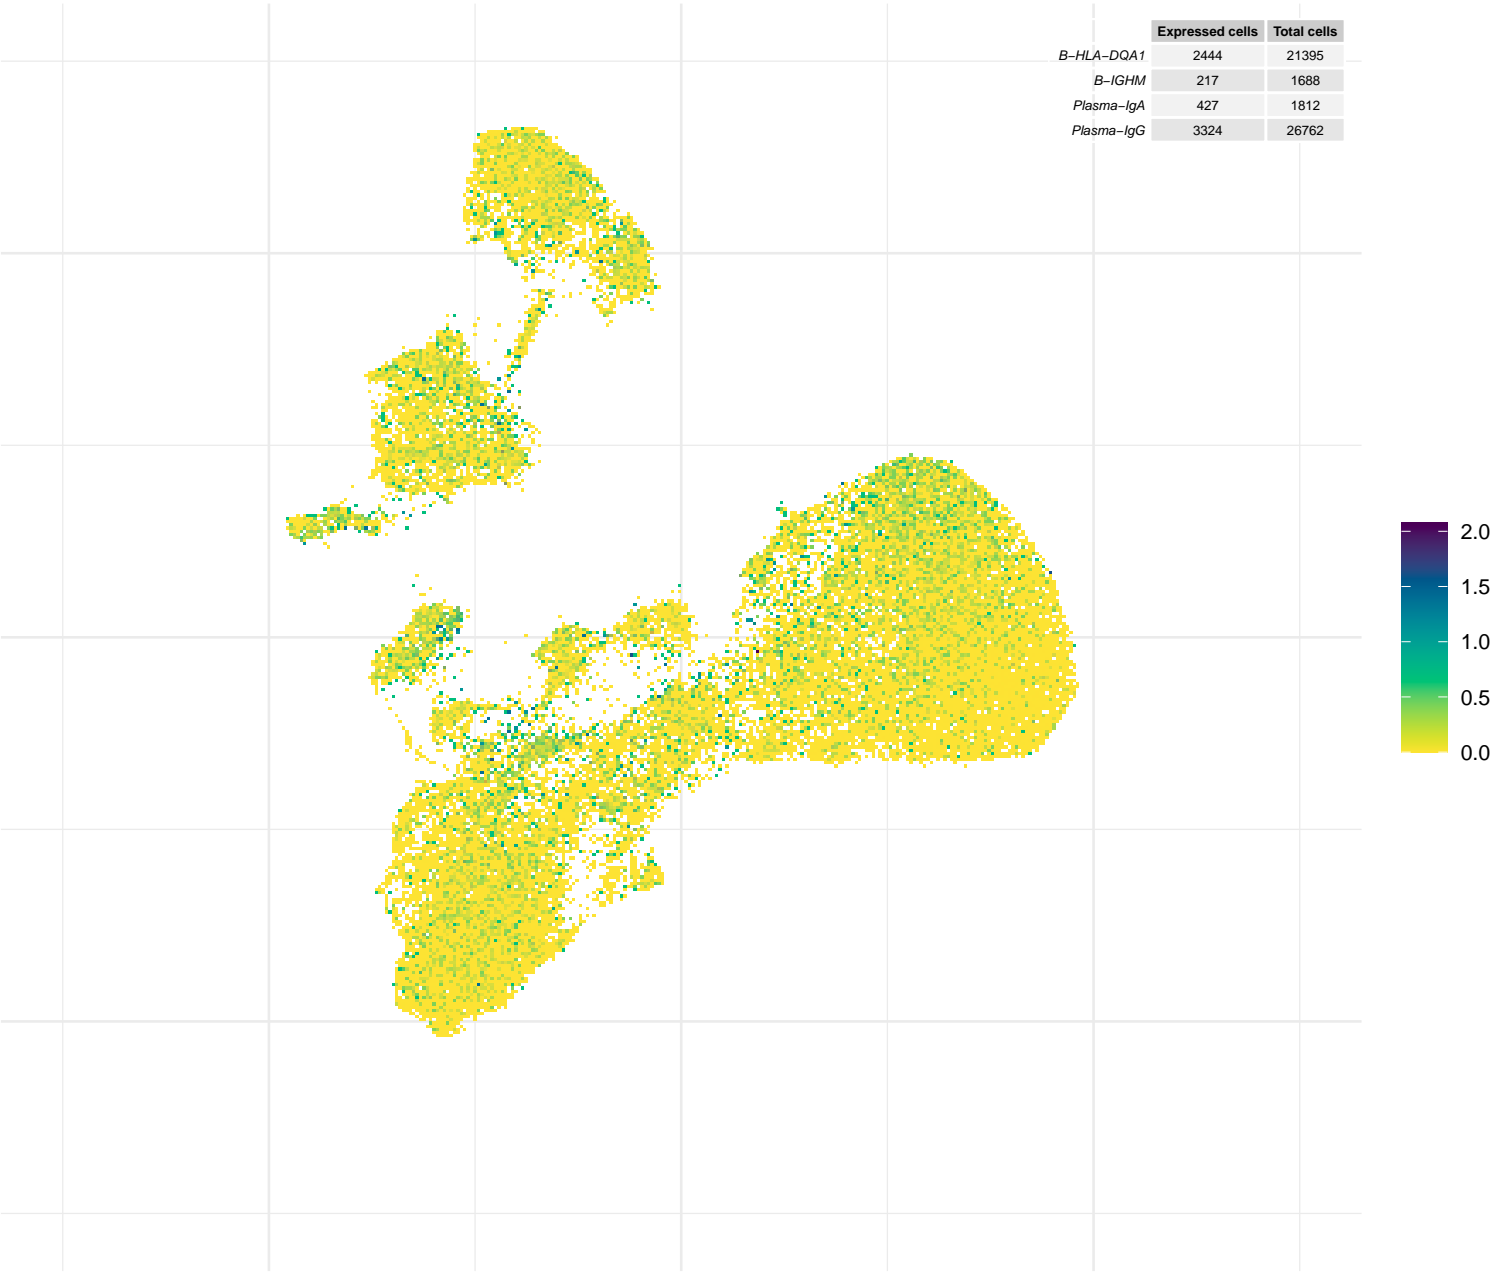 Expressed cells Total cells
B−HLA−DQA1 2444 21395
B−IGHM 217 1688
Plasma−IgA 427 1812
Plasma−IgG 3324 26762
2.0
1.5
1.0
0.5
0.0